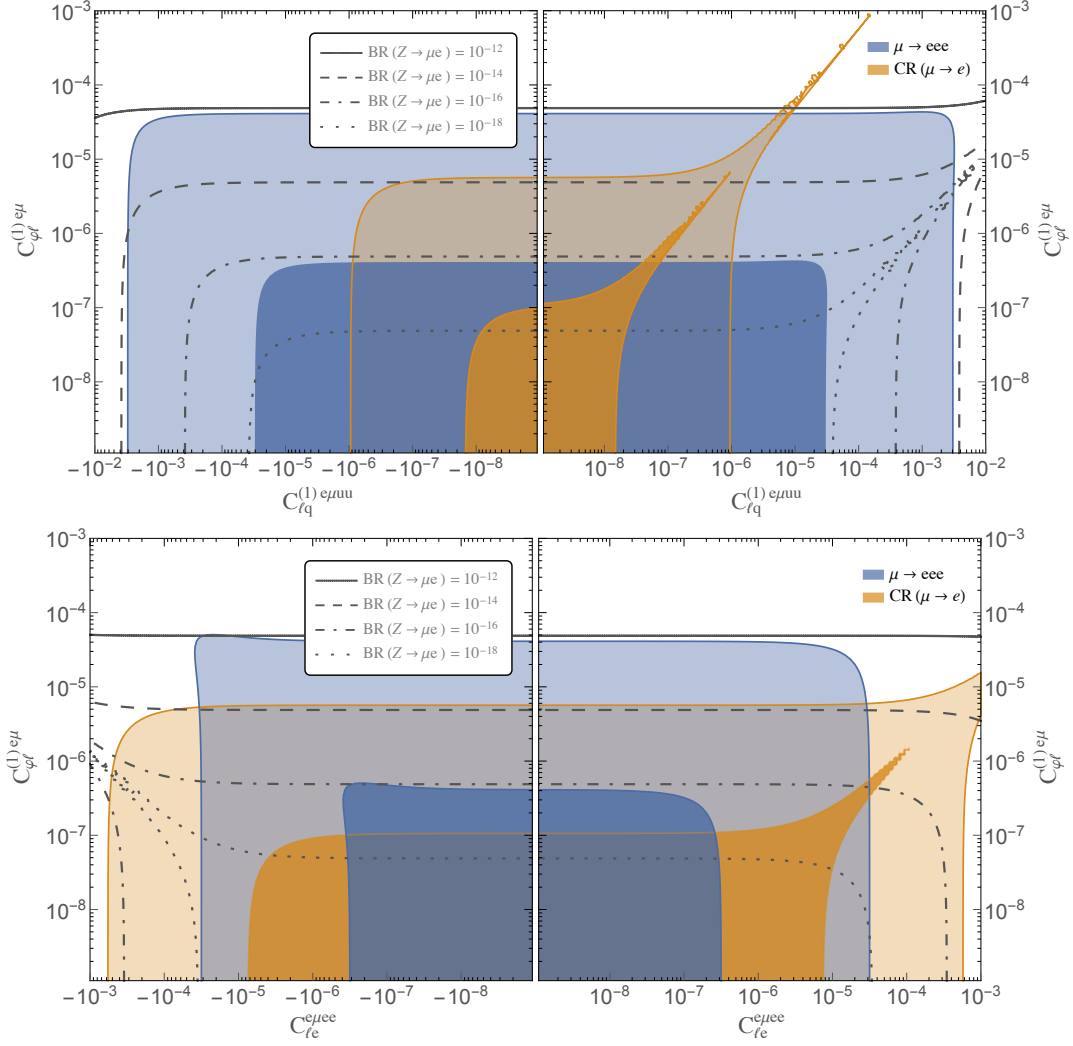 10⁻³
10⁻⁴
10⁻⁵
10⁻⁶
10⁻⁷
10⁻⁸
C_{φℓ}^{(1) eμ}
BR (Z → μe) = 10⁻¹²
BR (Z → μe) = 10⁻¹⁴
BR (Z → μe) = 10⁻¹⁶
BR (Z → μe) = 10⁻¹⁸
μ → eee
CR (μ → e)
10⁻³
10⁻⁴
10⁻⁵
10⁻⁶
10⁻⁷
10⁻⁸
C_{φℓ}^{(1) eμ}
−10⁻² −10⁻³ −10⁻⁴ −10⁻⁵ −10⁻⁶ −10⁻⁷ −10⁻⁸ 10⁻⁸ 10⁻⁷ 10⁻⁶ 10⁻⁵ 10⁻⁴ 10⁻³ 10⁻²
C_{ℓq}^{(1) eμuu} C_{ℓq}^{(1) eμuu}
10⁻³
10⁻⁴
10⁻⁵
10⁻⁶
10⁻⁷
10⁻⁸
C_{φℓ}^{(1) eμ}
BR (Z → μe) = 10⁻¹²
BR (Z → μe) = 10⁻¹⁴
BR (Z → μe) = 10⁻¹⁶
BR (Z → μe) = 10⁻¹⁸
μ → eee
CR (μ → e)
10⁻³
10⁻⁴
10⁻⁵
10⁻⁶
10⁻⁷
10⁻⁸
C_{φℓ}^{(1) eμ}
−10⁻³ −10⁻⁴ −10⁻⁵ −10⁻⁶ −10⁻⁷ −10⁻⁸ 10⁻⁸ 10⁻⁷ 10⁻⁶ 10⁻⁵ 10⁻⁴ 10⁻³
C_{ℓe}^{eμee} C_{ℓe}^{eμee}